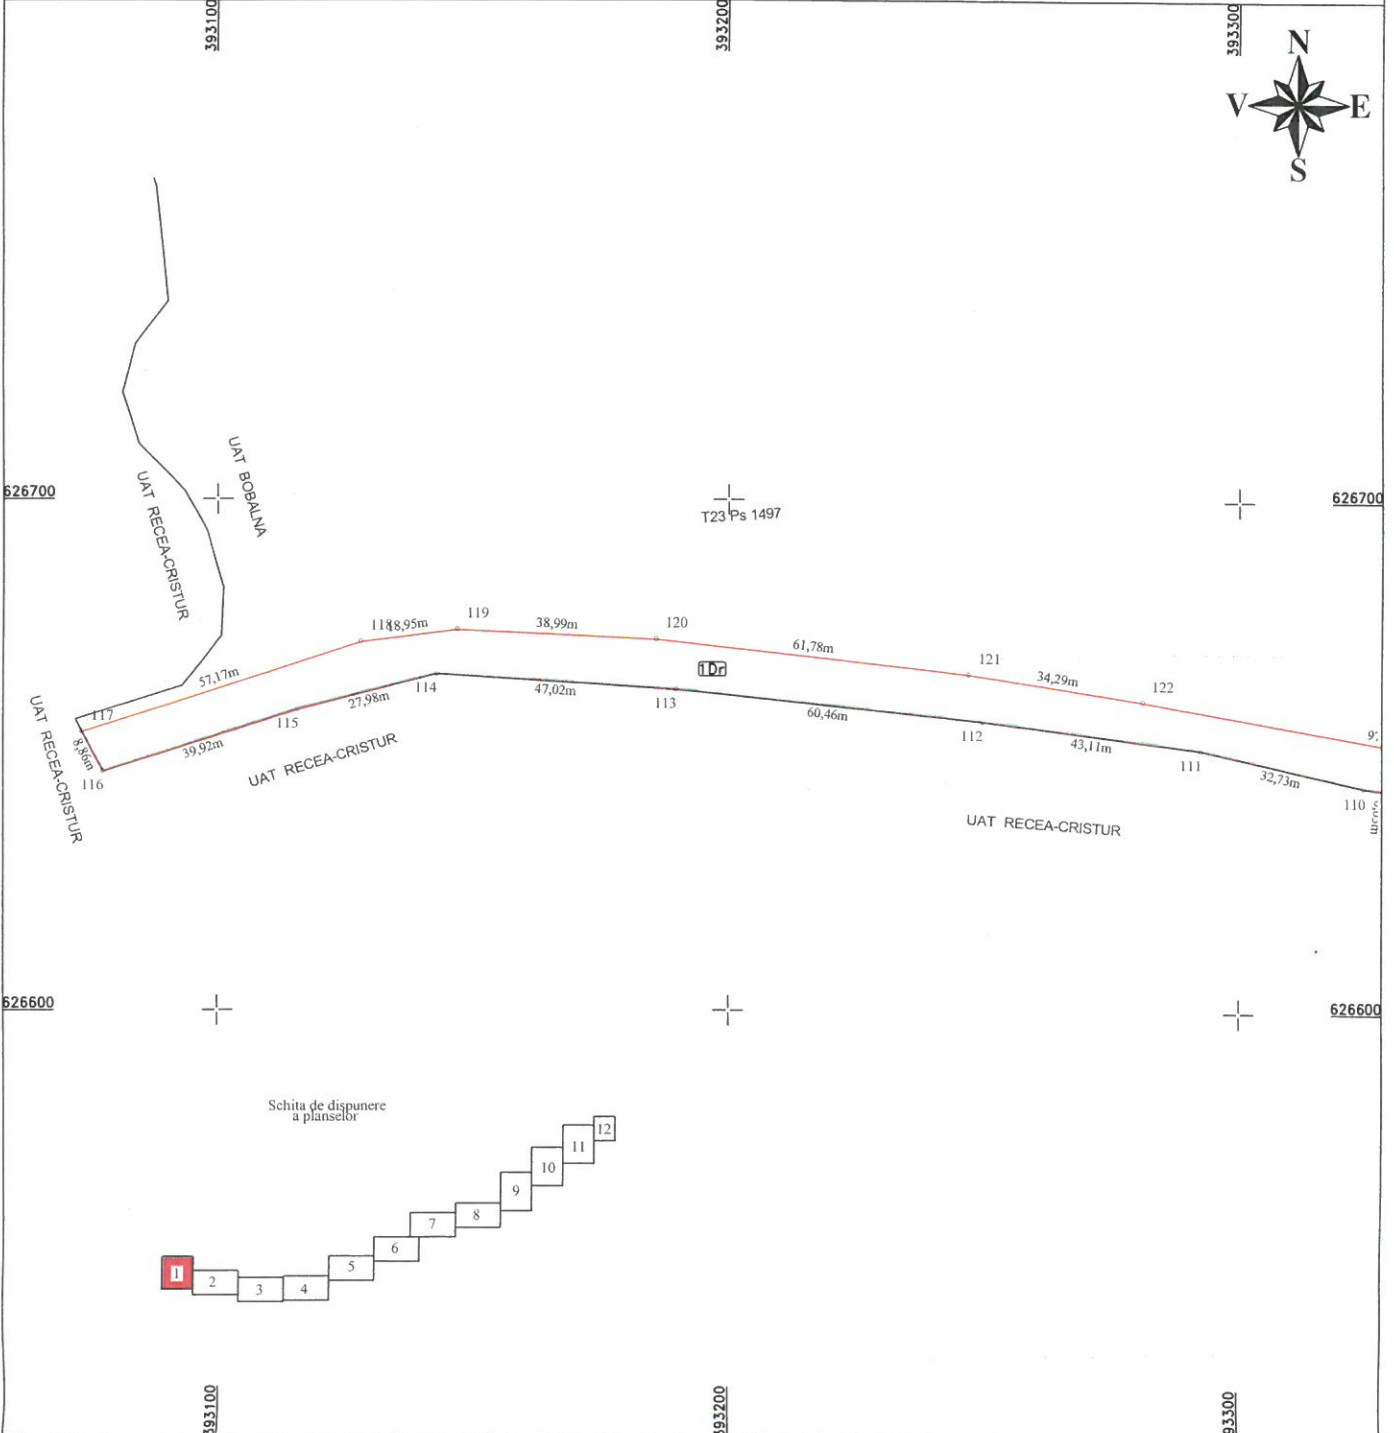 393100
393200
393300
N
V
E
S
UAT BOBALNA
UAT RECEA-CRISTUR
626700
626700
T23 Ps 1497
118
18,95m
119
38,99m
120
61,78m
121
34,29m
122
57,17m
1Dr
117
8,86m
116
39,92m
115
27,98m
114
47,02m
113
60,46m
112
43,11m
111
32,73m
110
UAT RECEA-CRISTUR
UAT RECEA-CRISTUR
UAT RECEA-CRISTUR
626600
626600
Schita de dispunere
a planselor
1
2
3
4
5
6
7
8
9
10
11
12
393100
393200
393300